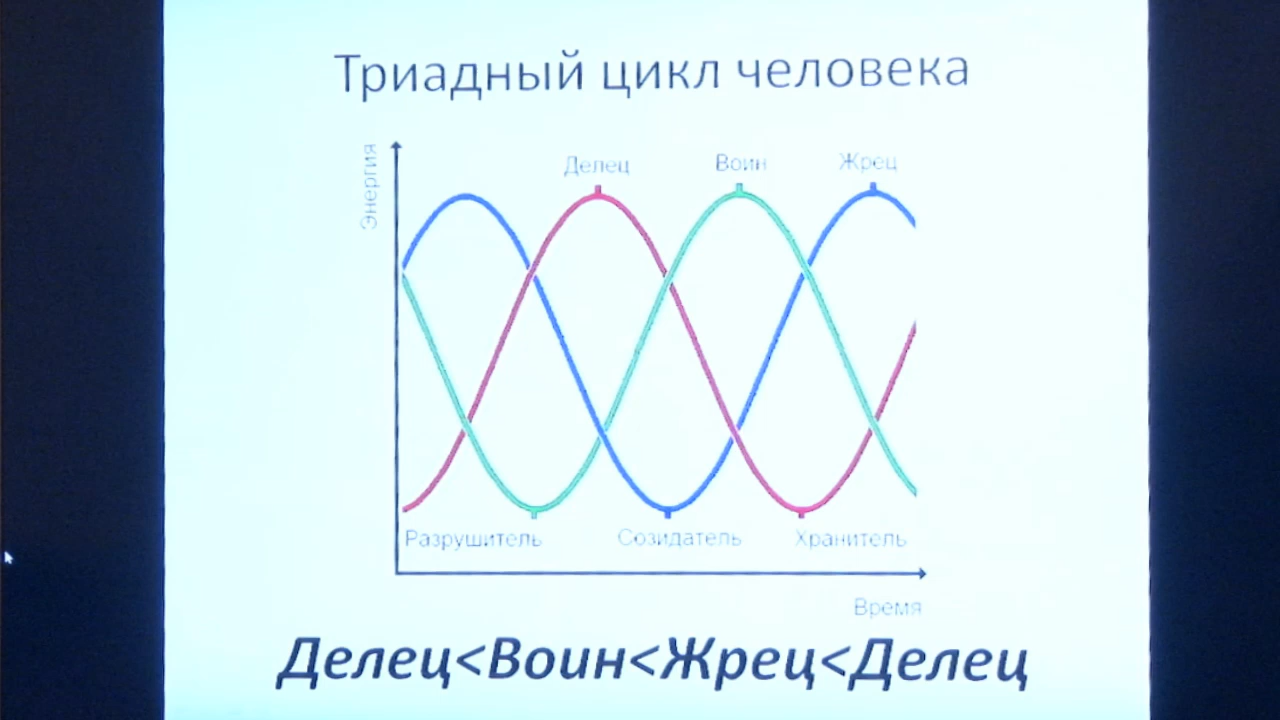 Триадный цикл человека
Энергия
Делец Воин Жрец
Разрушитель Созидатель Хранитель
Время
Делец<Воин<Жрец<Делец